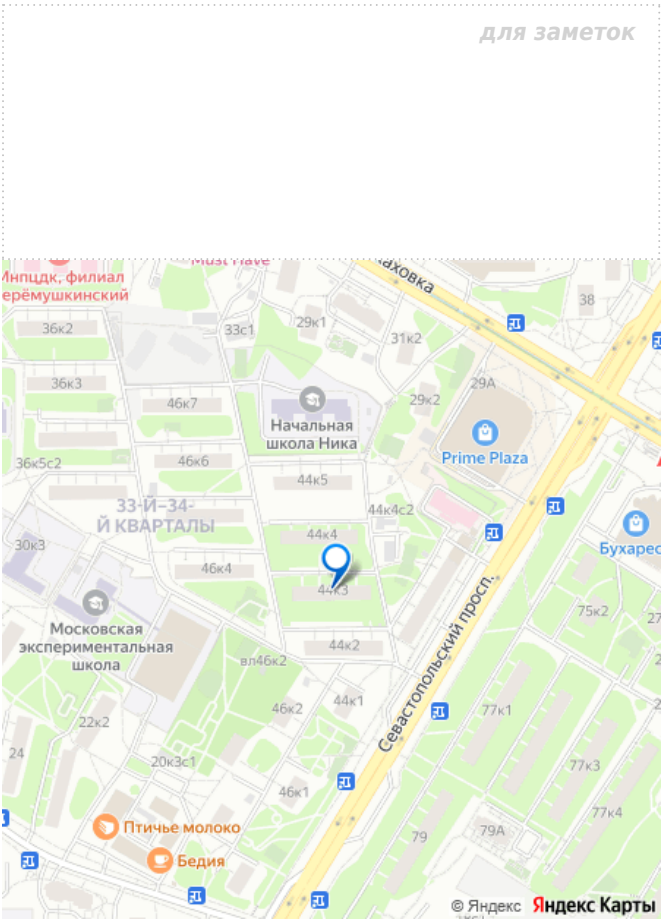 для заметок
Must Have
Инпцдк, филиал
ерёмушкинский
аховка
38
36к2
33с1
29к1
31к2
36к3
46к7
29к2
29А
Начальная
школа Ника
Prime Plaza
36к5с2
46к6
44к5
33-Й–34-
Й КВАРТАЛЫ
44к4с2
44к4
30к3
46к4
44к3
Бухарес
75к2
27
Московская
экспериментальная
школа
44к2
вл46к2
Севастопольский просп.
46к2
44к1
77к1
22к2
24
20к3с1
77к3
46к1
77к4
Птичье молоко
79
79А
Бедия
© Яндекс Яндекс Карты